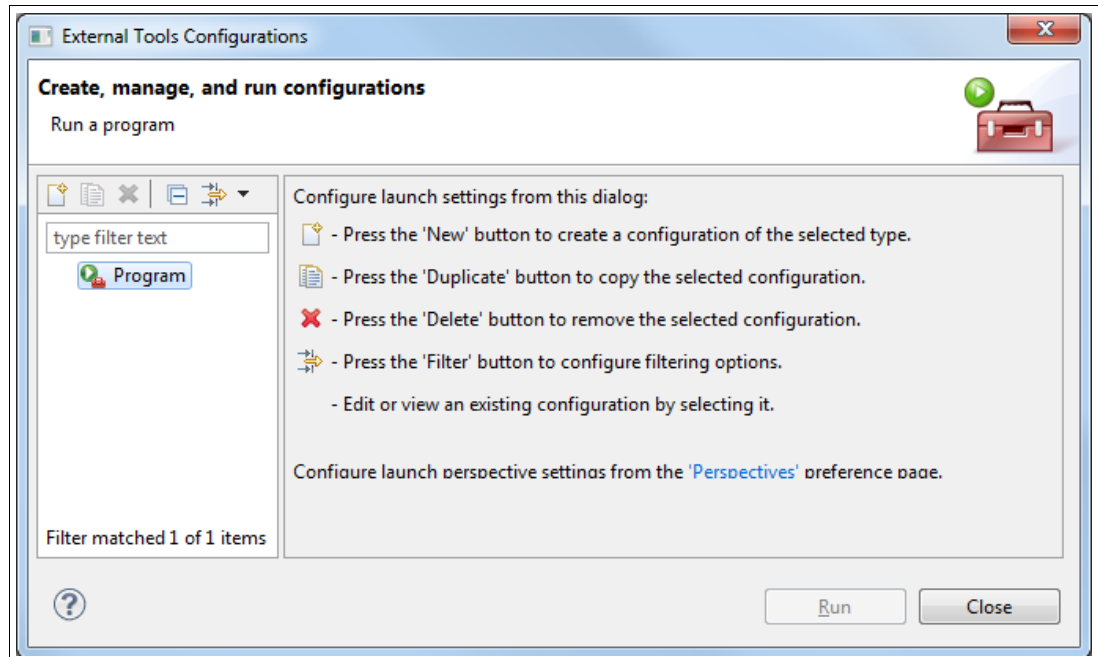 External Tools Configurations
Create, manage, and run configurations
Run a program
type filter text
Program
Filter matched 1 of 1 items
Configure launch settings from this dialog:
- Press the 'New' button to create a configuration of the selected type.
- Press the 'Duplicate' button to copy the selected configuration.
- Press the 'Delete' button to remove the selected configuration.
- Press the 'Filter' button to configure filtering options.
- Edit or view an existing configuration by selecting it.
Configure launch perspective settings from the 'Perspectives' preference page.
Run
Close